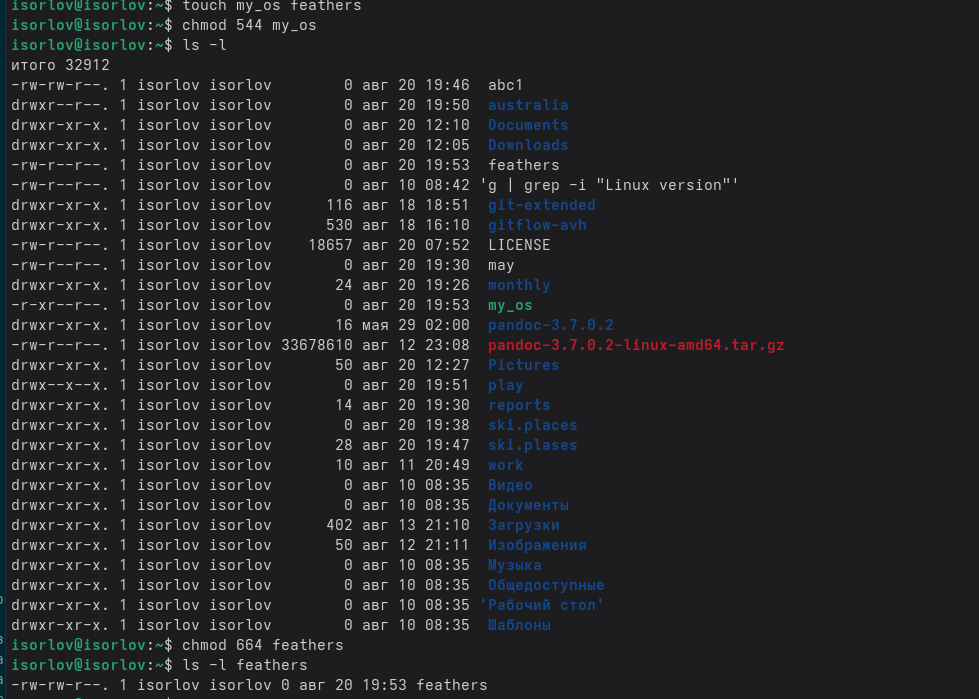 isorlov@isorlov:~$ touch my_os feathers
isorlov@isorlov:~$ chmod 544 my_os
isorlov@isorlov:~$ ls -l
итого 32912
-rw-rw-r--. 1 isorlov isorlov        0 авг 20 19:46  abc1
drwxr--r--. 1 isorlov isorlov        0 авг 20 19:50  australia
drwxr-xr-x. 1 isorlov isorlov        0 авг 20 12:10  Documents
drwxr-xr-x. 1 isorlov isorlov        0 авг 20 12:05  Downloads
-rw-r--r--. 1 isorlov isorlov        0 авг 20 19:53  feathers
-rw-r--r--. 1 isorlov isorlov        0 авг 10 08:42 'g | grep -i "Linux version"'
drwxr-xr-x. 1 isorlov isorlov      116 авг 18 18:51  git-extended
drwxr-xr-x. 1 isorlov isorlov      530 авг 18 16:10  gitflow-avh
-rw-r--r--. 1 isorlov isorlov    18657 авг 20 07:52  LICENSE
-rw-r--r--. 1 isorlov isorlov        0 авг 20 19:30  may
drwxr-xr-x. 1 isorlov isorlov       24 авг 20 19:26  monthly
-r-xr--r--. 1 isorlov isorlov        0 авг 20 19:53  my_os
drwxr-xr-x. 1 isorlov isorlov       16 мая 29 02:00  pandoc-3.7.0.2
-rw-r--r--. 1 isorlov isorlov 33678610 авг 12 23:08  pandoc-3.7.0.2-linux-amd64.tar.gz
drwxr-xr-x. 1 isorlov isorlov       50 авг 20 12:27  Pictures
drwx--x--x. 1 isorlov isorlov        0 авг 20 19:51  play
drwxr-xr-x. 1 isorlov isorlov       14 авг 20 19:30  reports
drwxr-xr-x. 1 isorlov isorlov        0 авг 20 19:38  ski.places
drwxr-xr-x. 1 isorlov isorlov       28 авг 20 19:47  ski.plases
drwxr-xr-x. 1 isorlov isorlov       10 авг 11 20:49  work
drwxr-xr-x. 1 isorlov isorlov        0 авг 10 08:35  Видео
drwxr-xr-x. 1 isorlov isorlov        0 авг 10 08:35  Документы
drwxr-xr-x. 1 isorlov isorlov      402 авг 13 21:10  Загрузки
drwxr-xr-x. 1 isorlov isorlov       50 авг 12 21:11  Изображения
drwxr-xr-x. 1 isorlov isorlov        0 авг 10 08:35  Музыка
drwxr-xr-x. 1 isorlov isorlov        0 авг 10 08:35  Общедоступные
drwxr-xr-x. 1 isorlov isorlov        0 авг 10 08:35 'Рабочий стол'
drwxr-xr-x. 1 isorlov isorlov        0 авг 10 08:35  Шаблоны
isorlov@isorlov:~$ chmod 664 feathers
isorlov@isorlov:~$ ls -l feathers
-rw-rw-r--. 1 isorlov isorlov 0 авг 20 19:53 feathers